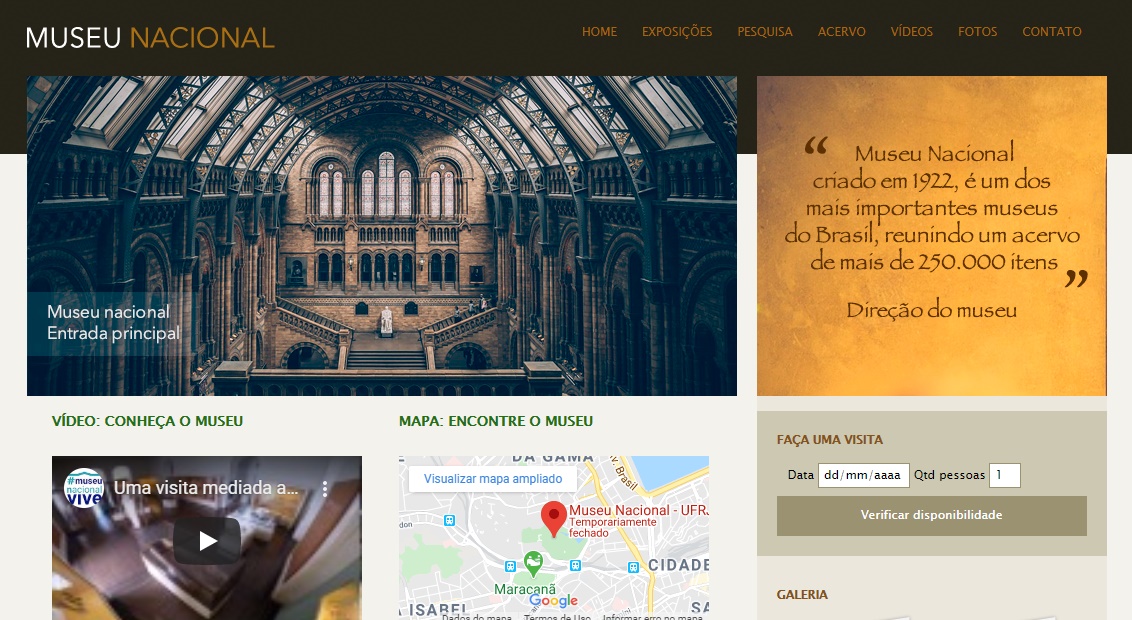 MUSEU NACIONAL
HOME EXPOSIÇÕES PESQUISA ACERVO VÍDEOS FOTOS CONTATO
Museu nacional
Entrada principal
“ Museu Nacional
criado em 1922, é um dos
mais importantes museus
do Brasil, reunindo um acervo
de mais de 250.000 itens ”
Direção do museu
VÍDEO: CONHEÇA O MUSEU
#museu
nacional
vive
Uma visita mediada a...
MAPA: ENCONTRE O MUSEU
DA GAMA
Visualizar mapa ampliado
v. Brasil
Museu Nacional - UFRJ
Temporariamente
fechado
don
CIDADE
Maracanã
Google
ISABEL
SA
Dados do mapa Termos de Uso Informar erro no mapa
FAÇA UMA VISITA
Data dd/mm/aaaa Qtd pessoas 1
Verificar disponibilidade
GALERIA